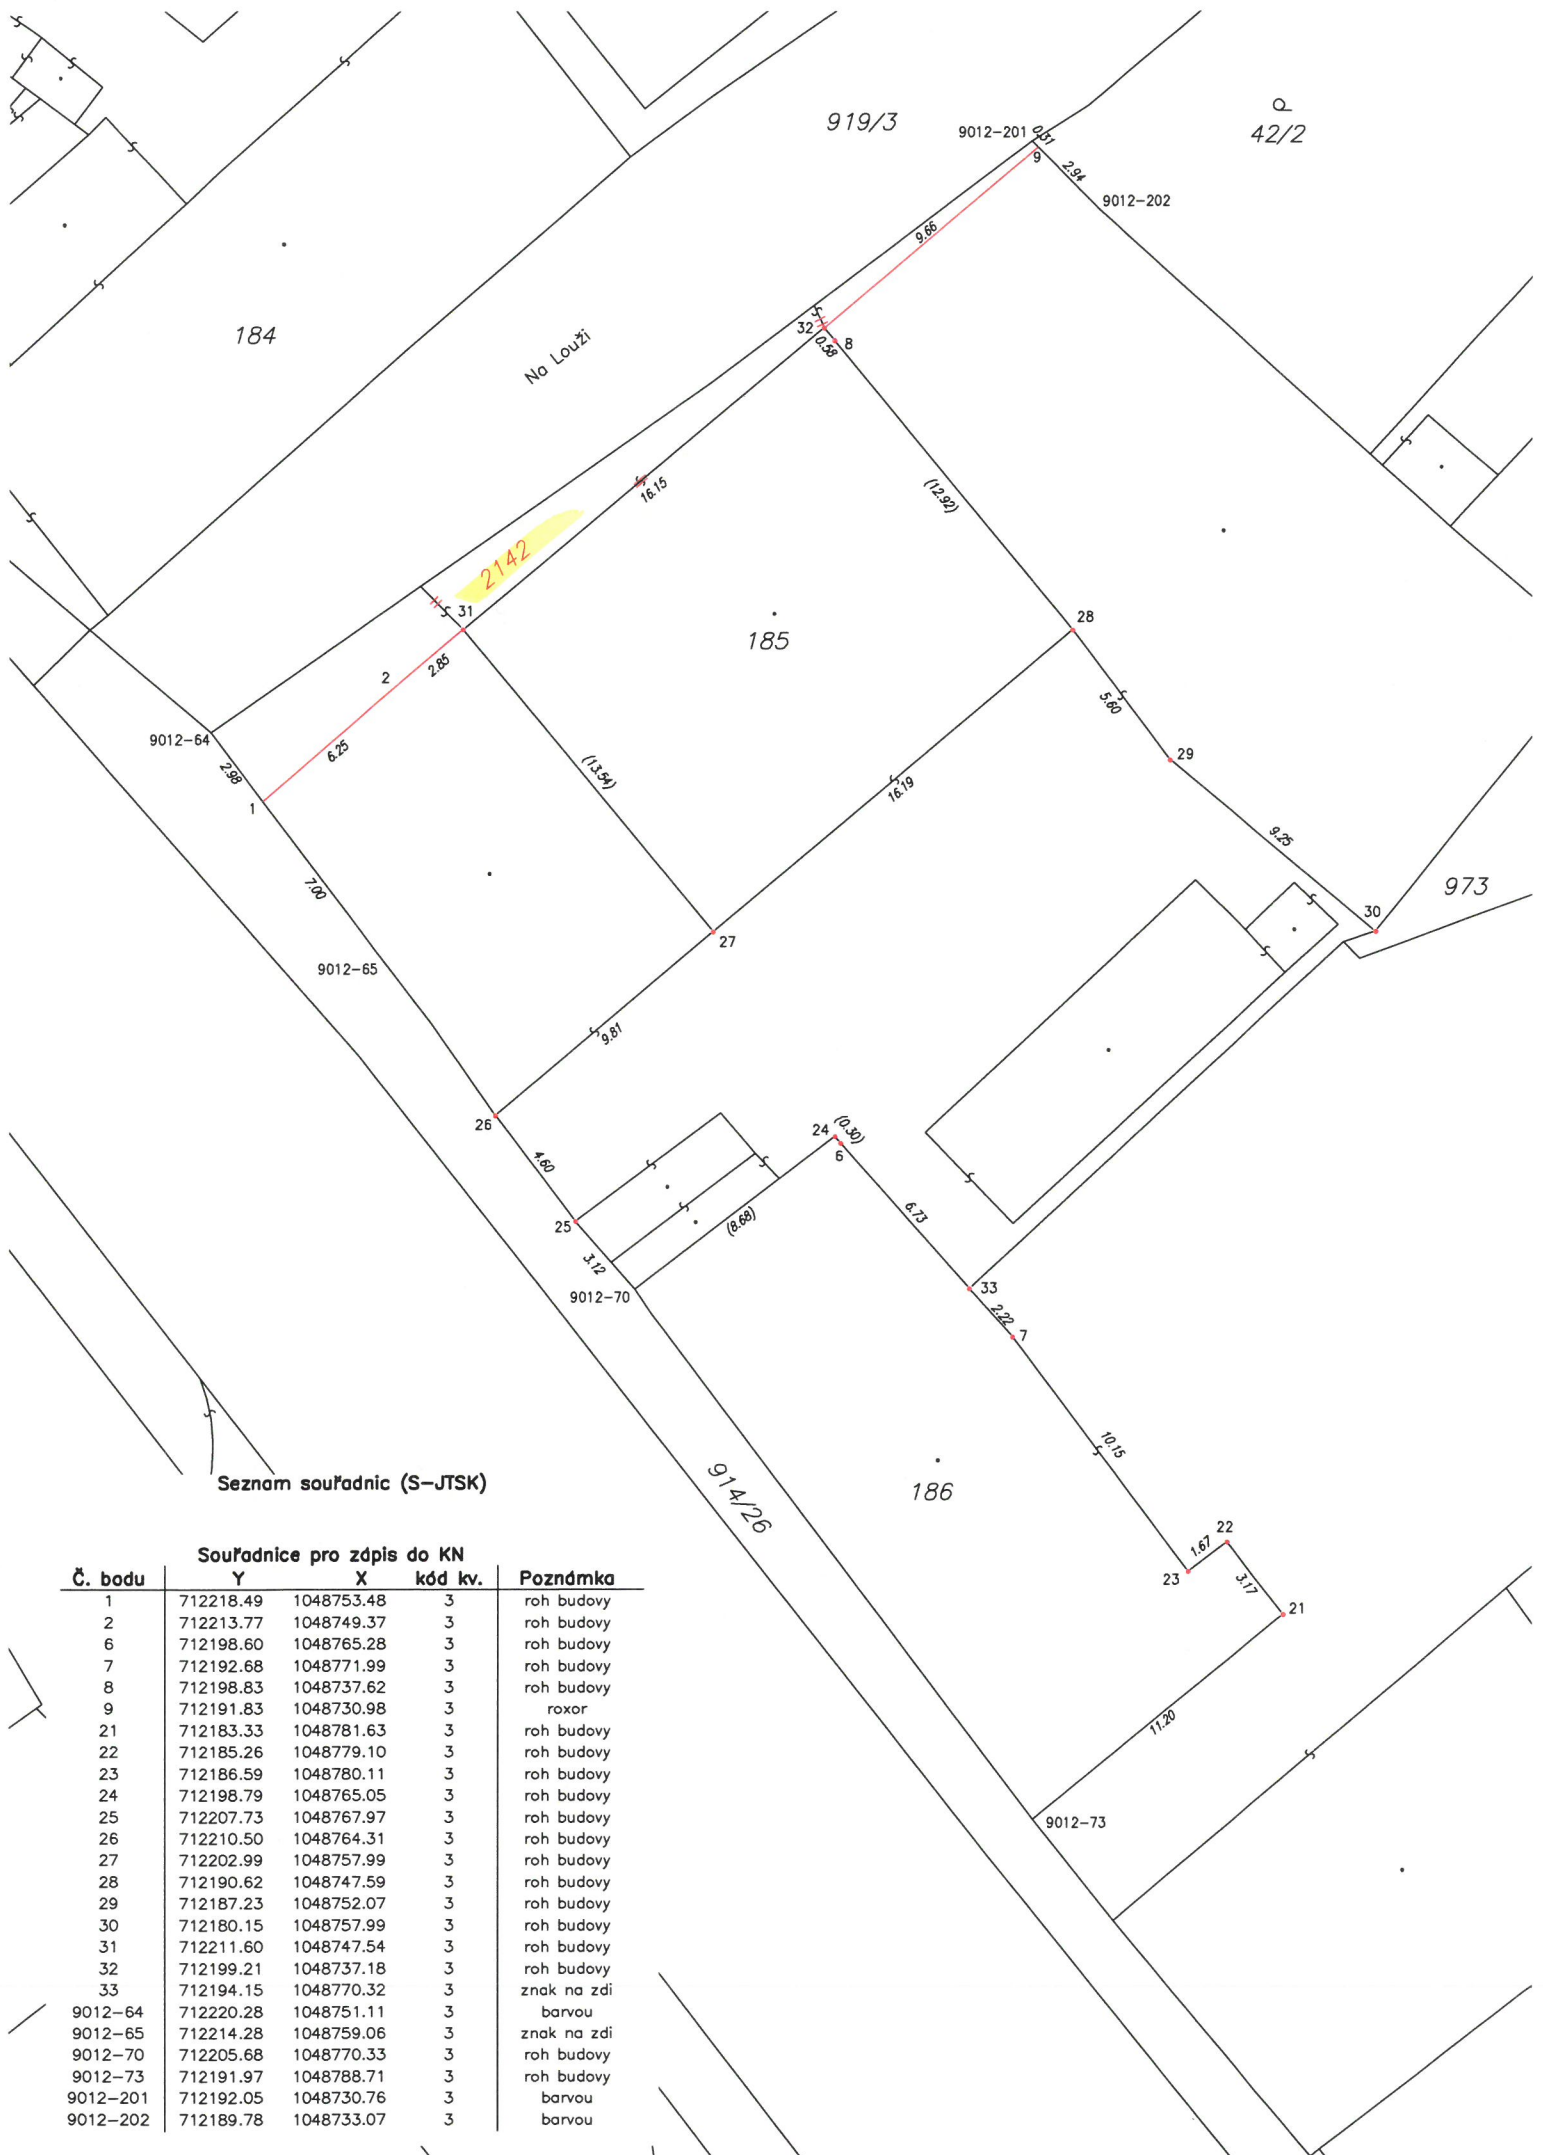 919/3
9012-201
0.31
9
42/2
2.94
9012-202
9.66
184
Na Louži
32
0.58
8
16.15
(12.92)
2142
31
185
28
2
2.85
5.60
9012-64
2.98
6.25
1
(13.54)
29
16.19
9.25
7.00
973
30
27
9012-65
9.81
26
24
(0.30)
6
4.60
6.73
25
(8.68)
3.12
9012-70
33
2.22
7
10.15
914/26
186
22
1.67
23
3.17
21
11.20
9012-73
Seznam souřadnic (S-JTSK)
Souřadnice pro zápis do KN
Č. bodu Y X kód kv. Poznámka
1 712218.49 1048753.48 3 roh budovy
2 712213.77 1048749.37 3 roh budovy
6 712198.60 1048765.28 3 roh budovy
7 712192.68 1048771.99 3 roh budovy
8 712198.83 1048737.62 3 roh budovy
9 712191.83 1048730.98 3 roxor
21 712183.33 1048781.63 3 roh budovy
22 712185.26 1048779.10 3 roh budovy
23 712186.59 1048780.11 3 roh budovy
24 712198.79 1048765.05 3 roh budovy
25 712207.73 1048767.97 3 roh budovy
26 712210.50 1048764.31 3 roh budovy
27 712202.99 1048757.99 3 roh budovy
28 712190.62 1048747.59 3 roh budovy
29 712187.23 1048752.07 3 roh budovy
30 712180.15 1048757.99 3 roh budovy
31 712211.60 1048747.54 3 roh budovy
32 712199.21 1048737.18 3 roh budovy
33 712194.15 1048770.32 3 znak na zdi
9012-64 712220.28 1048751.11 3 barvou
9012-65 712214.28 1048759.06 3 znak na zdi
9012-70 712205.68 1048770.33 3 roh budovy
9012-73 712191.97 1048788.71 3 roh budovy
9012-201 712192.05 1048730.76 3 barvou
9012-202 712189.78 1048733.07 3 barvou